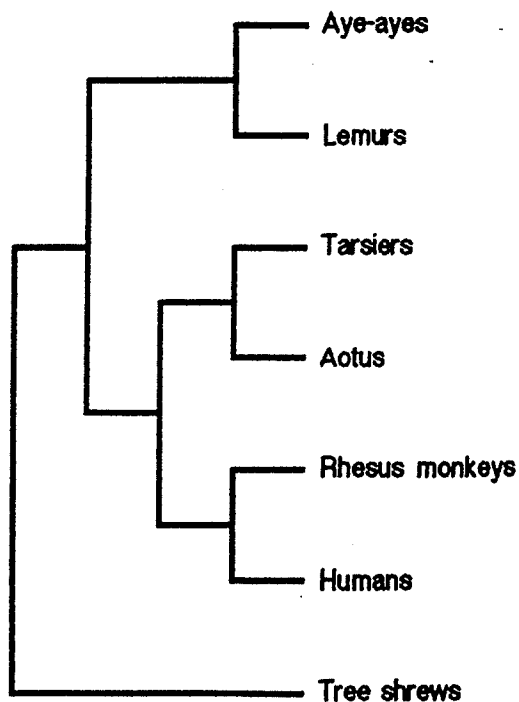 Aye-ayes
Lemurs
Tarsiers
Aotus
Rhesus monkeys
Humans
Tree shrews